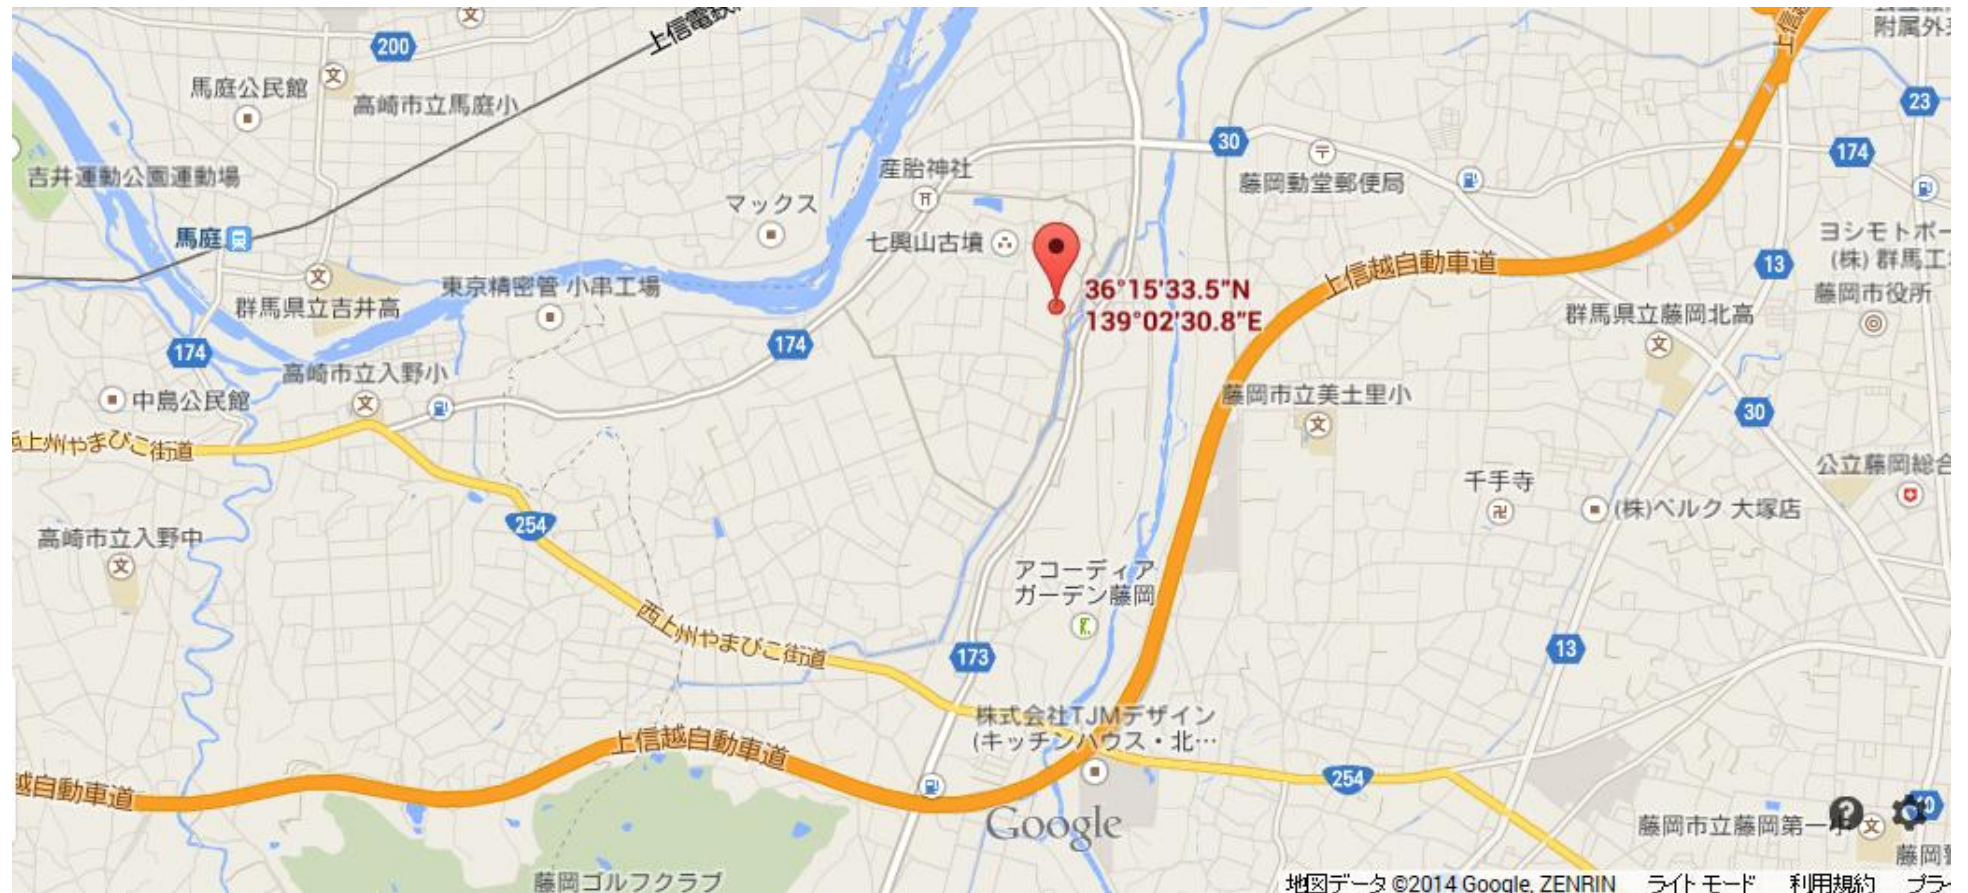 上信電鉄
200
馬庭公民館
高崎市立馬庭小
上信越
附属外
23
吉井運動公園運動場
馬庭
産胎神社
マックス
七興山古墳
30
藤岡動堂郵便局
174
ヨシモトポー
(株) 群馬工
13
藤岡市役所
上信越自動車道
36°15'33.5"N
139°02'30.8"E
東京精密管 小串工場
群馬県立吉井高
群馬県立藤岡北高
174
174
高崎市立入野小
中島公民館
藤岡市立美土里小
30
西上州やまびこ街道
公立藤岡総合
千手寺
(株)ベルク 大塚店
254
高崎市立入野中
アコーディア
ガーデン藤岡
西上州やまびこ街道
173
13
株式会社TJMデザイン
(キッチンハウス・北…
上信越自動車道
越自動車道
254
Google
40
藤岡市立藤岡第一小
藤岡
藤岡ゴルフクラブ
地図データ ©2014 Google, ZENRIN
ライト モード
利用規約
プラ